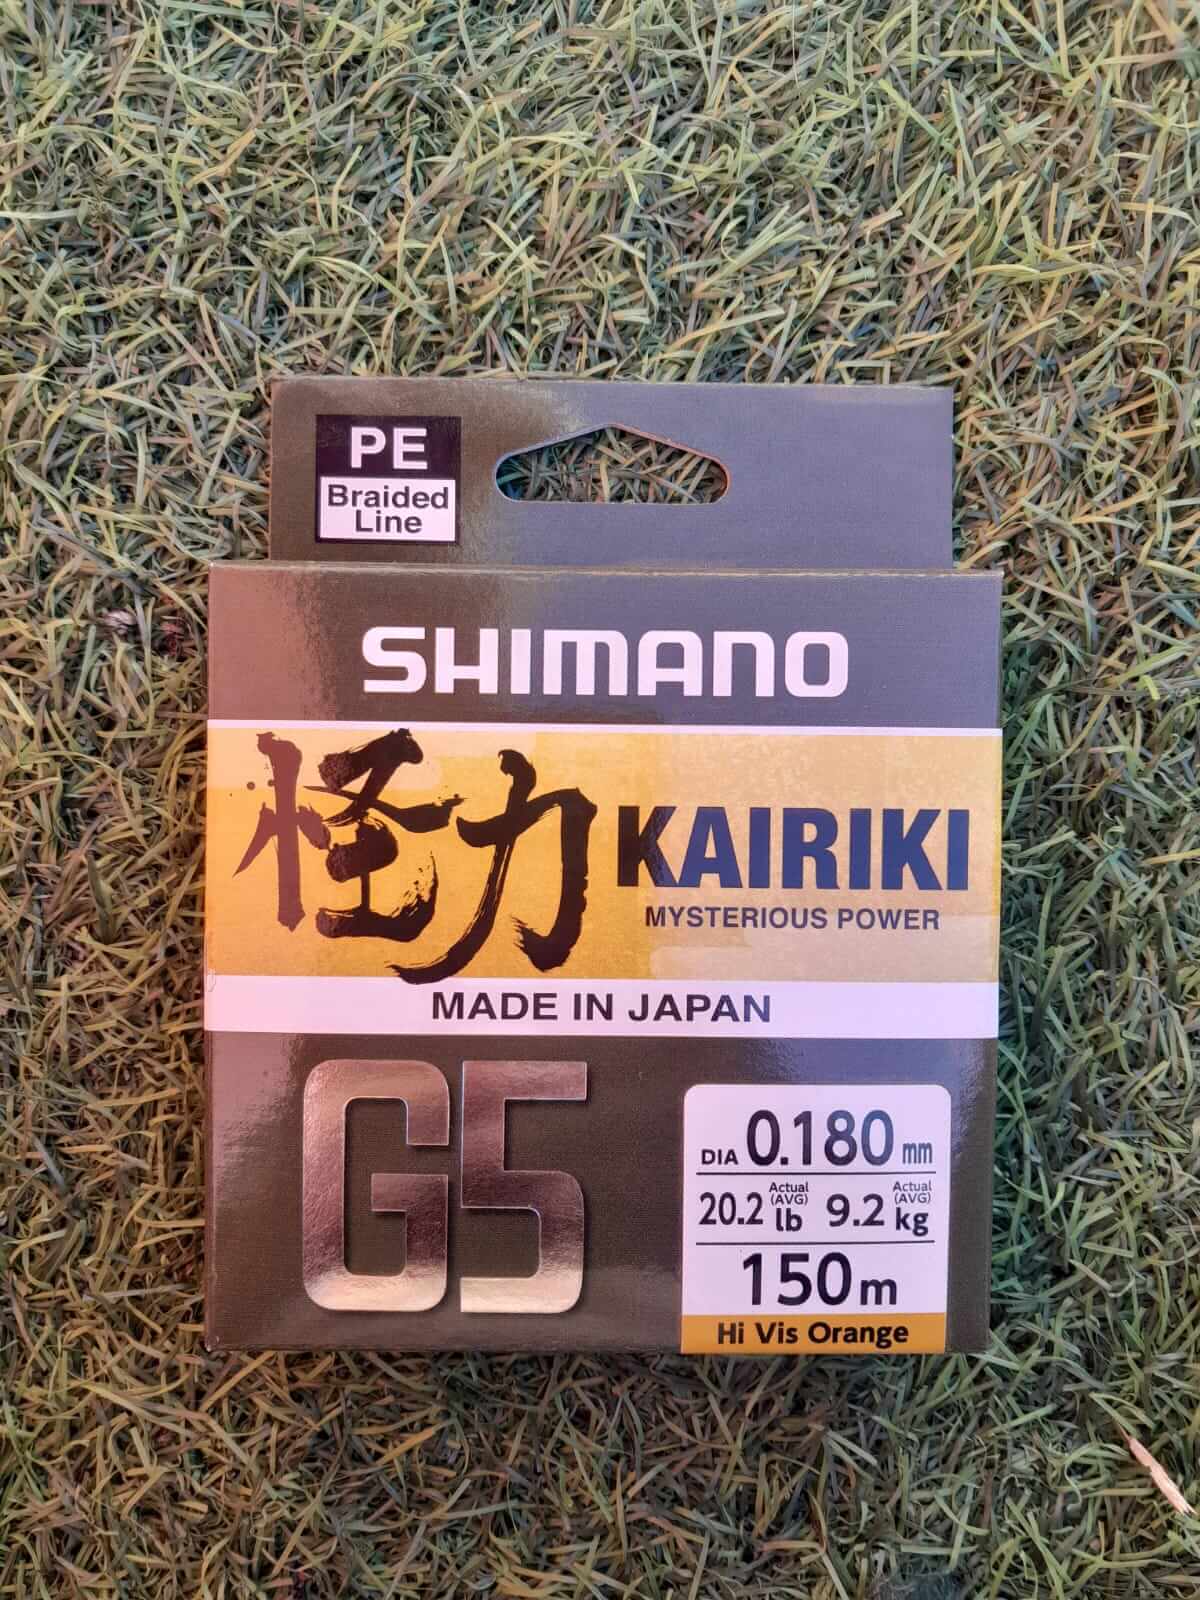 PE
Braided
Line
SHIMANO
怪力 KAIRIKI
MYSTERIOUS POWER
MADE IN JAPAN
G5
DIA 0.180 mm
20.2 Actual (AVG) lb 9.2 Actual (AVG) kg
150m
Hi Vis Orange